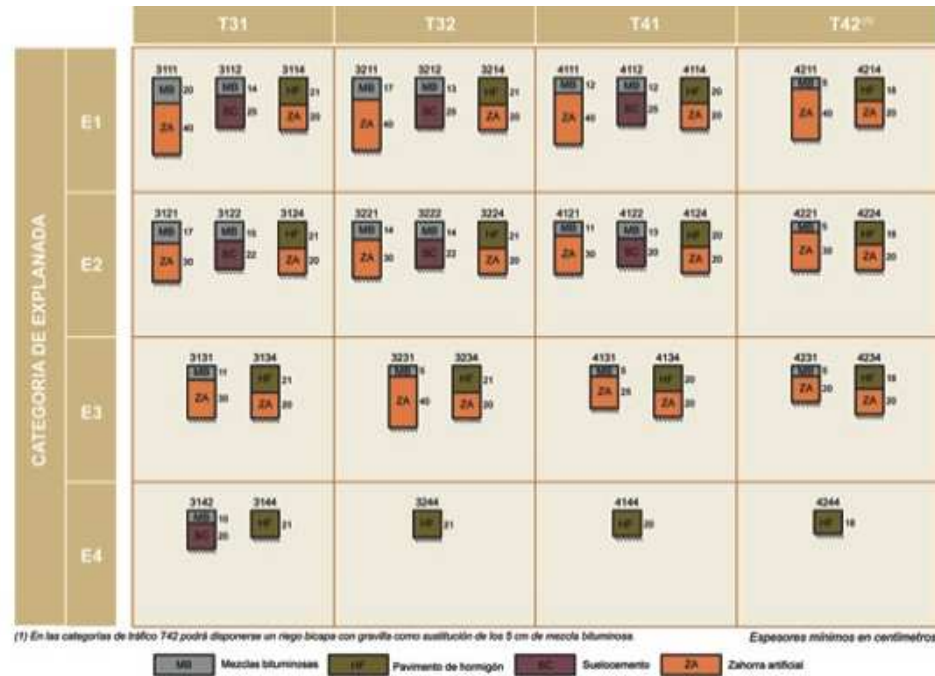 T31 T32 T41 T42(1)
CATEGORIA DE EXPLANADA
E1
3111 3112 3114 3211 3212 3214 4111 4112 4114 4211 4214
MB 20 MB 14 HF 21 MB 17 MB 13 HF 21 MB 12 MB 12 HF 20 MB 5 HF 18
ZA 40 SC 25 ZA 20 ZA 40 SC 25 ZA 20 ZA 40 SC 25 ZA 20 ZA 40 ZA 20
E2
3121 3122 3124 3221 3222 3224 4121 4122 4124 4221 4224
MB 17 MB 15 HF 21 MB 14 MB 14 HF 21 MB 11 MB 13 HF 20 MB 5 HF 18
ZA 30 SC 22 ZA 20 ZA 30 SC 22 ZA 20 ZA 30 SC 20 ZA 20 ZA 30 ZA 20
E3
3131 3134 3231 3234 4131 4134 4231 4234
MB 11 HF 21 MB 5 HF 21 MB 5 HF 20 MB 5 HF 18
ZA 30 ZA 20 ZA 40 ZA 20 ZA 25 ZA 20 ZA 20 ZA 20
E4
3142 3144 3244 4144 4244
MB 10 HF 21 HF 21 HF 20 HF 18
SC 20
(1) En las categorías de tráfico T42 podrá disponerse un riego bicapa con gravilla como sustitución de los 5 cm de mezcla bituminosa. Espesores mínimos en centímetros
MB Mezclas bituminosas HF Pavimento de hormigón SC Suelocemento ZA Zahorra artificial